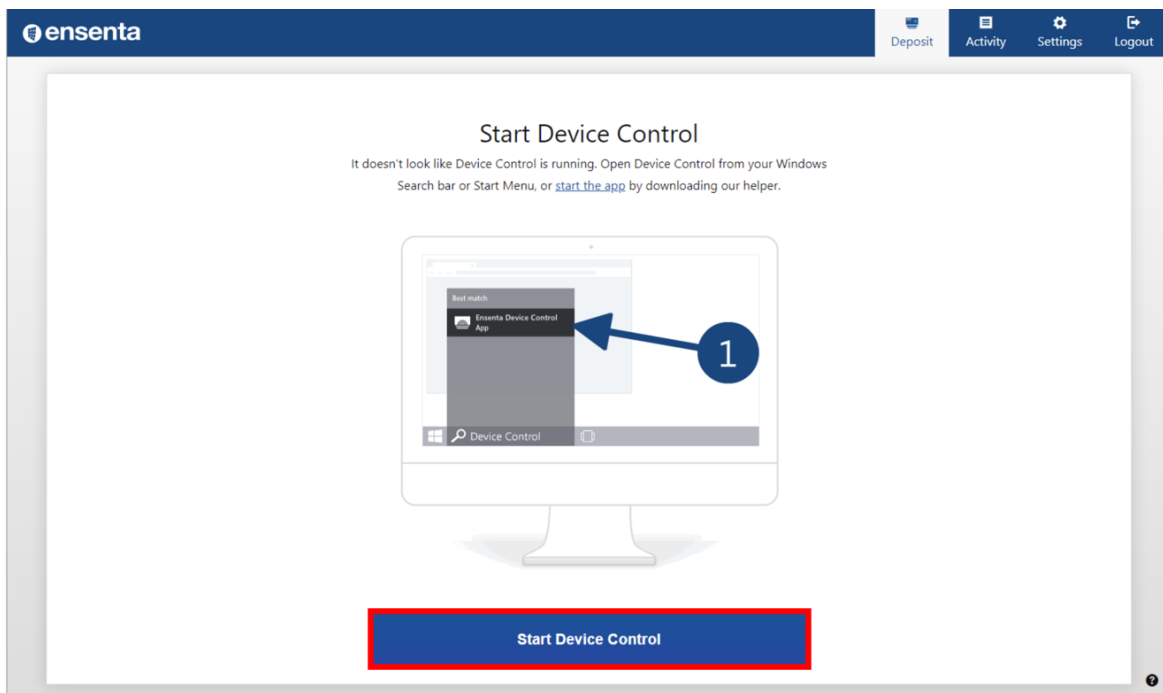 ensenta
Deposit
Activity
Settings
Logout
Start Device Control
It doesn't look like Device Control is running. Open Device Control from your Windows
Search bar or Start Menu, or start the app by downloading our helper.
Best match
Ensenta Device Control
App
1
Device Control
Start Device Control
?